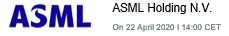 ASML
ASML Holding N.V.
On 22 April 2020 I 14:00 CET